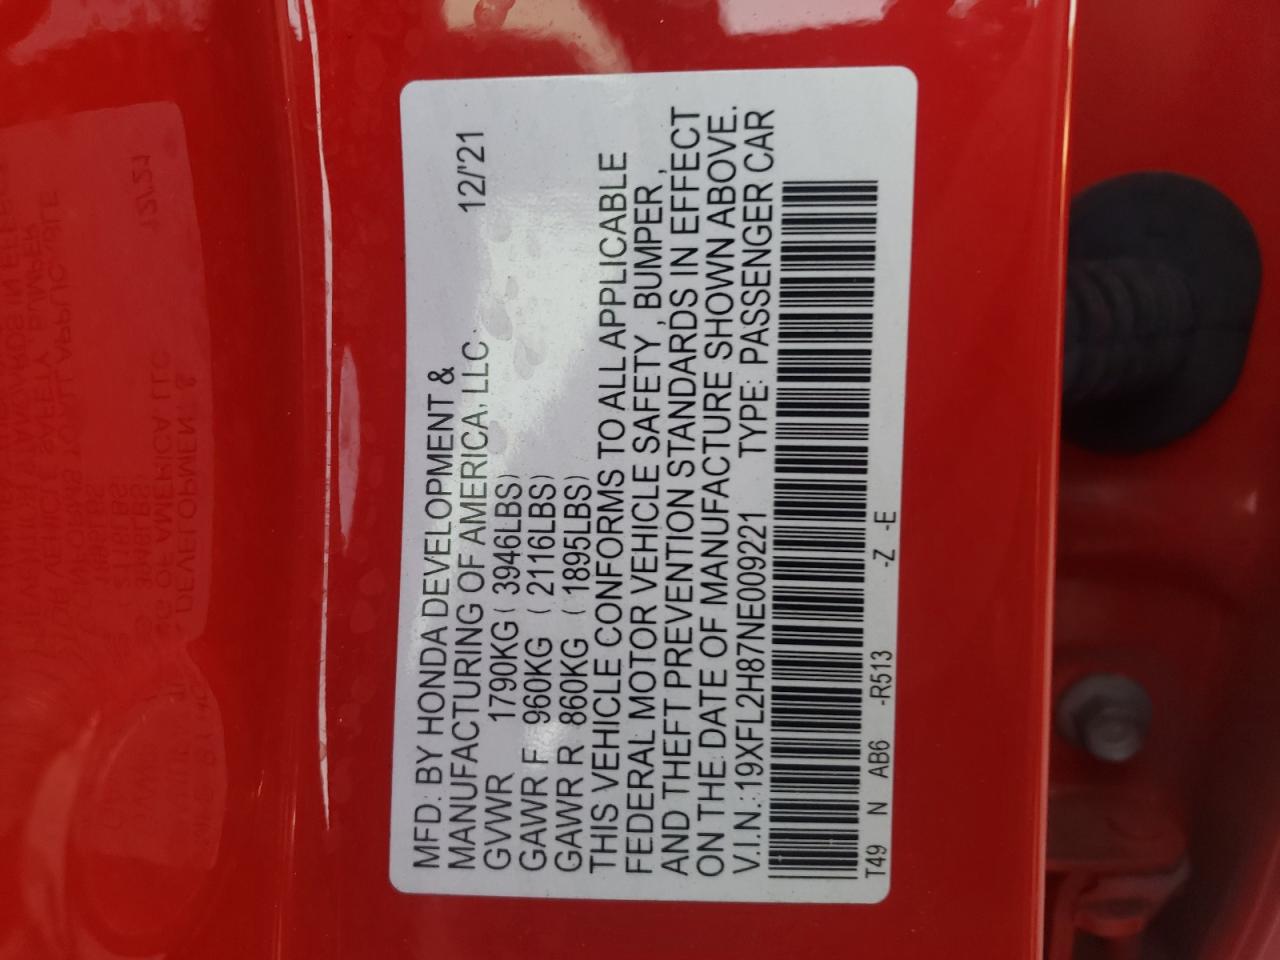 MFD. BY HONDA DEVELOPMENT &
MANUFACTURING OF AMERICA, LLC. 12/'21
GVWR 1790KG ( 3946LBS)
GAWR F 960KG ( 2116LBS)
GAWR R 860KG ( 1895LBS)
THIS VEHICLE CONFORMS TO ALL APPLICABLE
FEDERAL MOTOR VEHICLE SAFETY, BUMPER,
AND THEFT PREVENTION STANDARDS IN EFFECT
ON THE DATE OF MANUFACTURE SHOWN ABOVE.
V.I.N.:19XFL2H87NE009221 TYPE: PASSENGER CAR
T49 N AB6 -R513 -Z -E